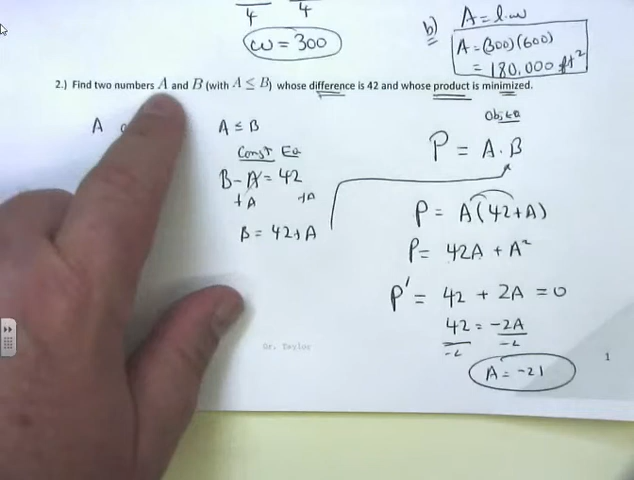 4 4
w = 300
b) A = l·w
A = (300)(600)
= 180,000 ft²
2.) Find two numbers A and B (with A ≤ B) whose difference is 42 and whose product is minimized.
A
A ≤ B
Const Eq
B - A = 42
+A +A
B = 42 + A
P = A · B
P = A(42+A)
P = 42A + A²
P' = 42 + 2A = 0
42 = -2A
-2 -2
A = -21
Dr. Taylor
1